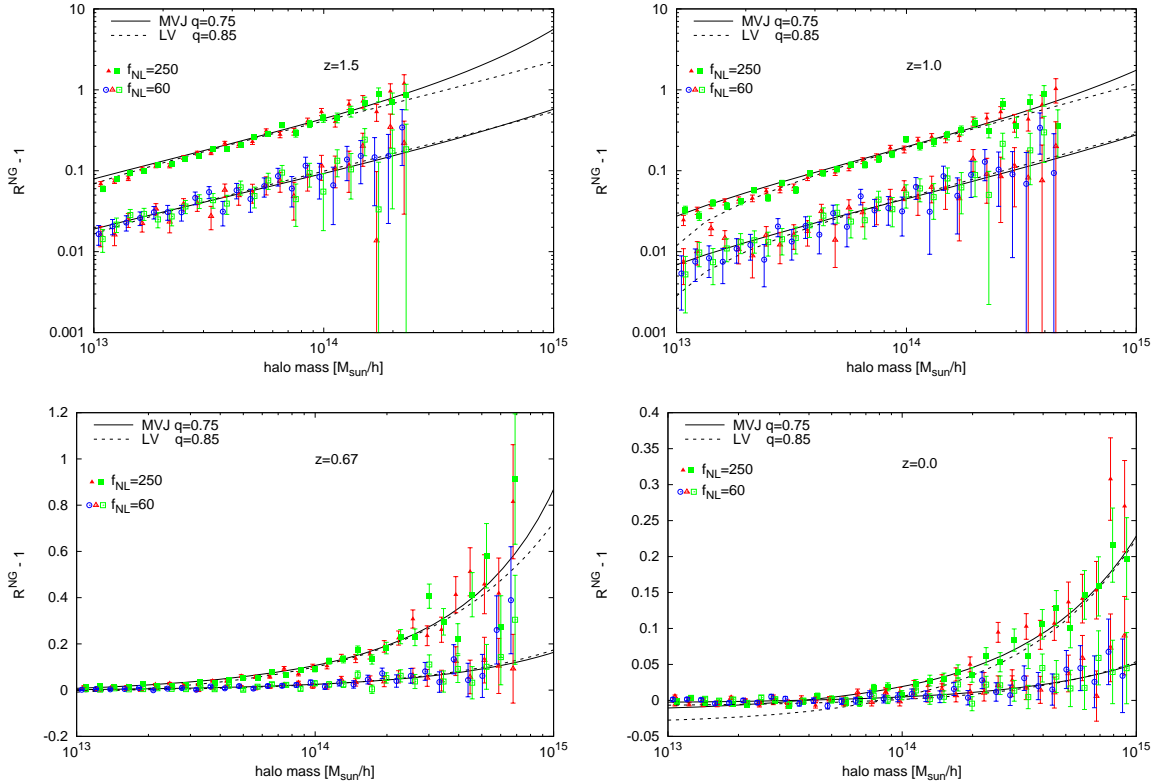 10
1
0.1
0.01
0.001
10^13
10^14
10^15
halo mass [M_sun/h]
R^NG - 1
MVJ q=0.75
LV q=0.85
f_NL=250
f_NL=60
z=1.5
10
1
0.1
0.01
0.001
10^13
10^14
10^15
halo mass [M_sun/h]
R^NG - 1
MVJ q=0.75
LV q=0.85
f_NL=250
f_NL=60
z=1.0
1.2
1
0.8
0.6
0.4
0.2
0
-0.2
10^13
10^14
10^15
halo mass [M_sun/h]
R^NG - 1
MVJ q=0.75
LV q=0.85
f_NL=250
f_NL=60
z=0.67
0.4
0.35
0.3
0.25
0.2
0.15
0.1
0.05
0
-0.05
10^13
10^14
10^15
halo mass [M_sun/h]
R^NG - 1
MVJ q=0.75
LV q=0.85
f_NL=250
f_NL=60
z=0.0